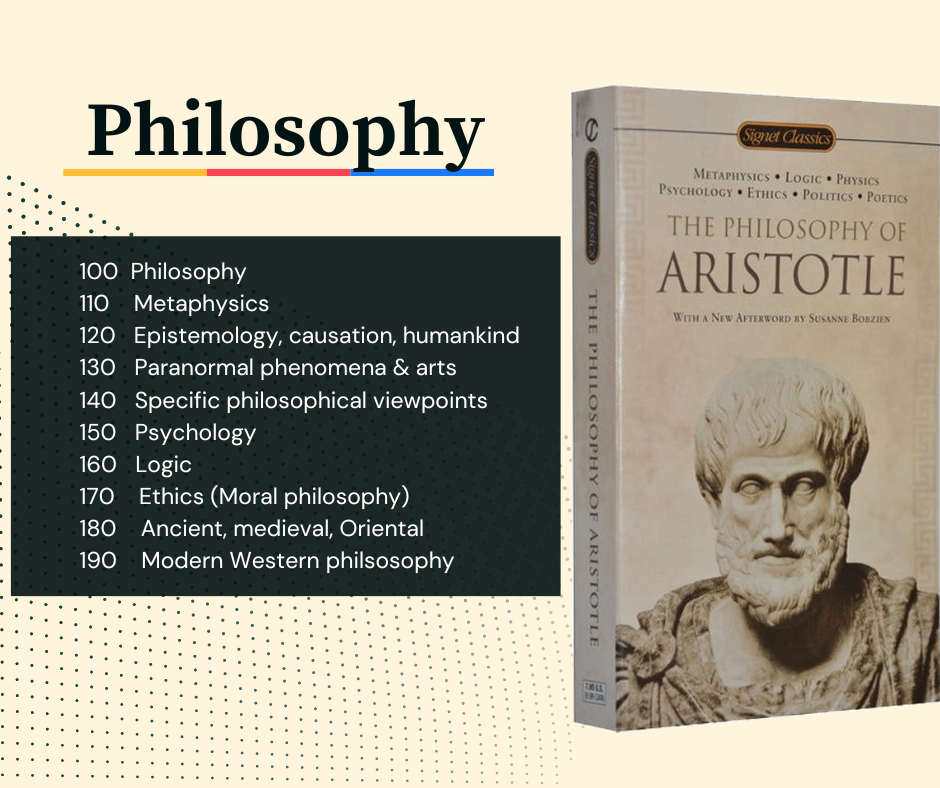 Philosophy
100 Philosophy
110 Metaphysics
120 Epistemology, causation, humankind
130 Paranormal phenomena & arts
140 Specific philosophical viewpoints
150 Psychology
160 Logic
170 Ethics (Moral philosophy)
180 Ancient, medieval, Oriental
190 Modern Western philsosophy
Signet Classics
THE PHILOSOPHY OF ARISTOTLE
Signet Classics
METAPHYSICS • LOGIC • PHYSICS
PSYCHOLOGY • ETHICS • POLITICS • POETICS
THE PHILOSOPHY OF
ARISTOTLE
WITH A NEW AFTERWORD BY SUSANNE BOBZIEN